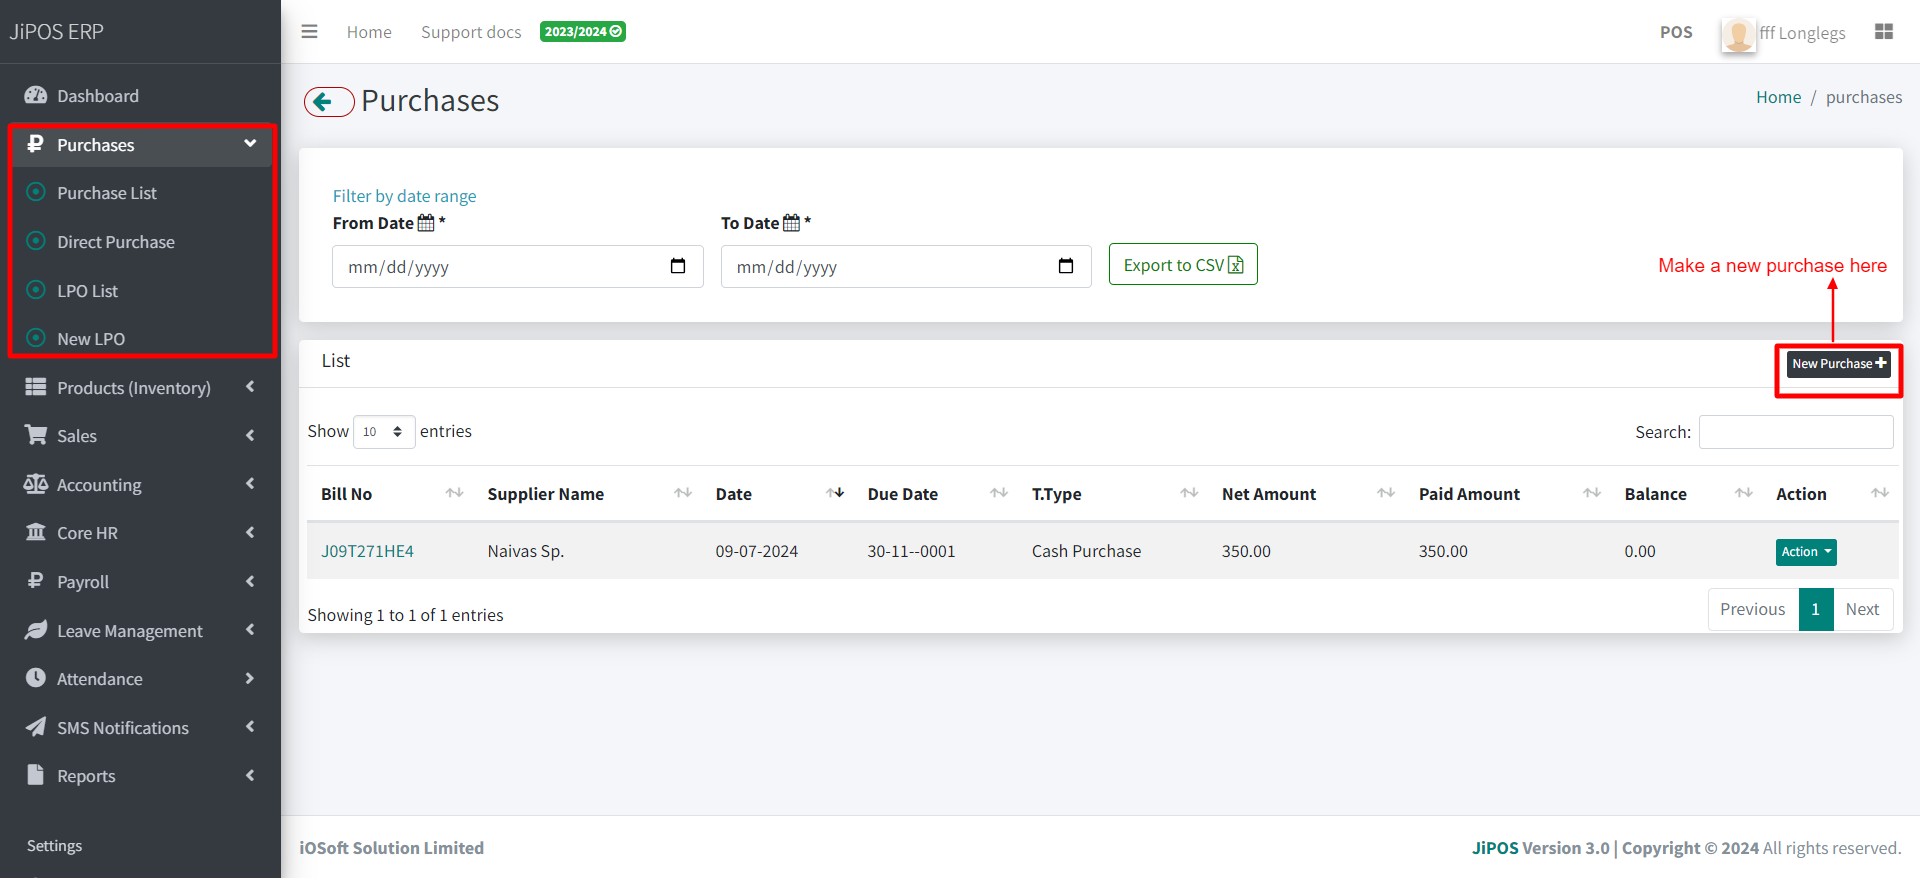 JiPOS ERP
Home Support docs 2023/2024 POS fff Longlegs
Dashboard
Purchases
Purchase List
Direct Purchase
LPO List
New LPO
Products (Inventory)
Sales
Accounting
Core HR
Payroll
Leave Management
Attendance
SMS Notifications
Reports
Settings
Purchases
Home / purchases
Filter by date range
From Date * To Date *
mm/dd/yyyy mm/dd/yyyy Export to CSV
Make a new purchase here
List New Purchase
Show 10 entries Search:
Bill No Supplier Name Date Due Date T.Type Net Amount Paid Amount Balance Action
J09T271HE4 Naivas Sp. 09-07-2024 30-11--0001 Cash Purchase 350.00 350.00 0.00 Action
Showing 1 to 1 of 1 entries Previous 1 Next
iOSoft Solution Limited JiPOS Version 3.0 | Copyright © 2024 All rights reserved.